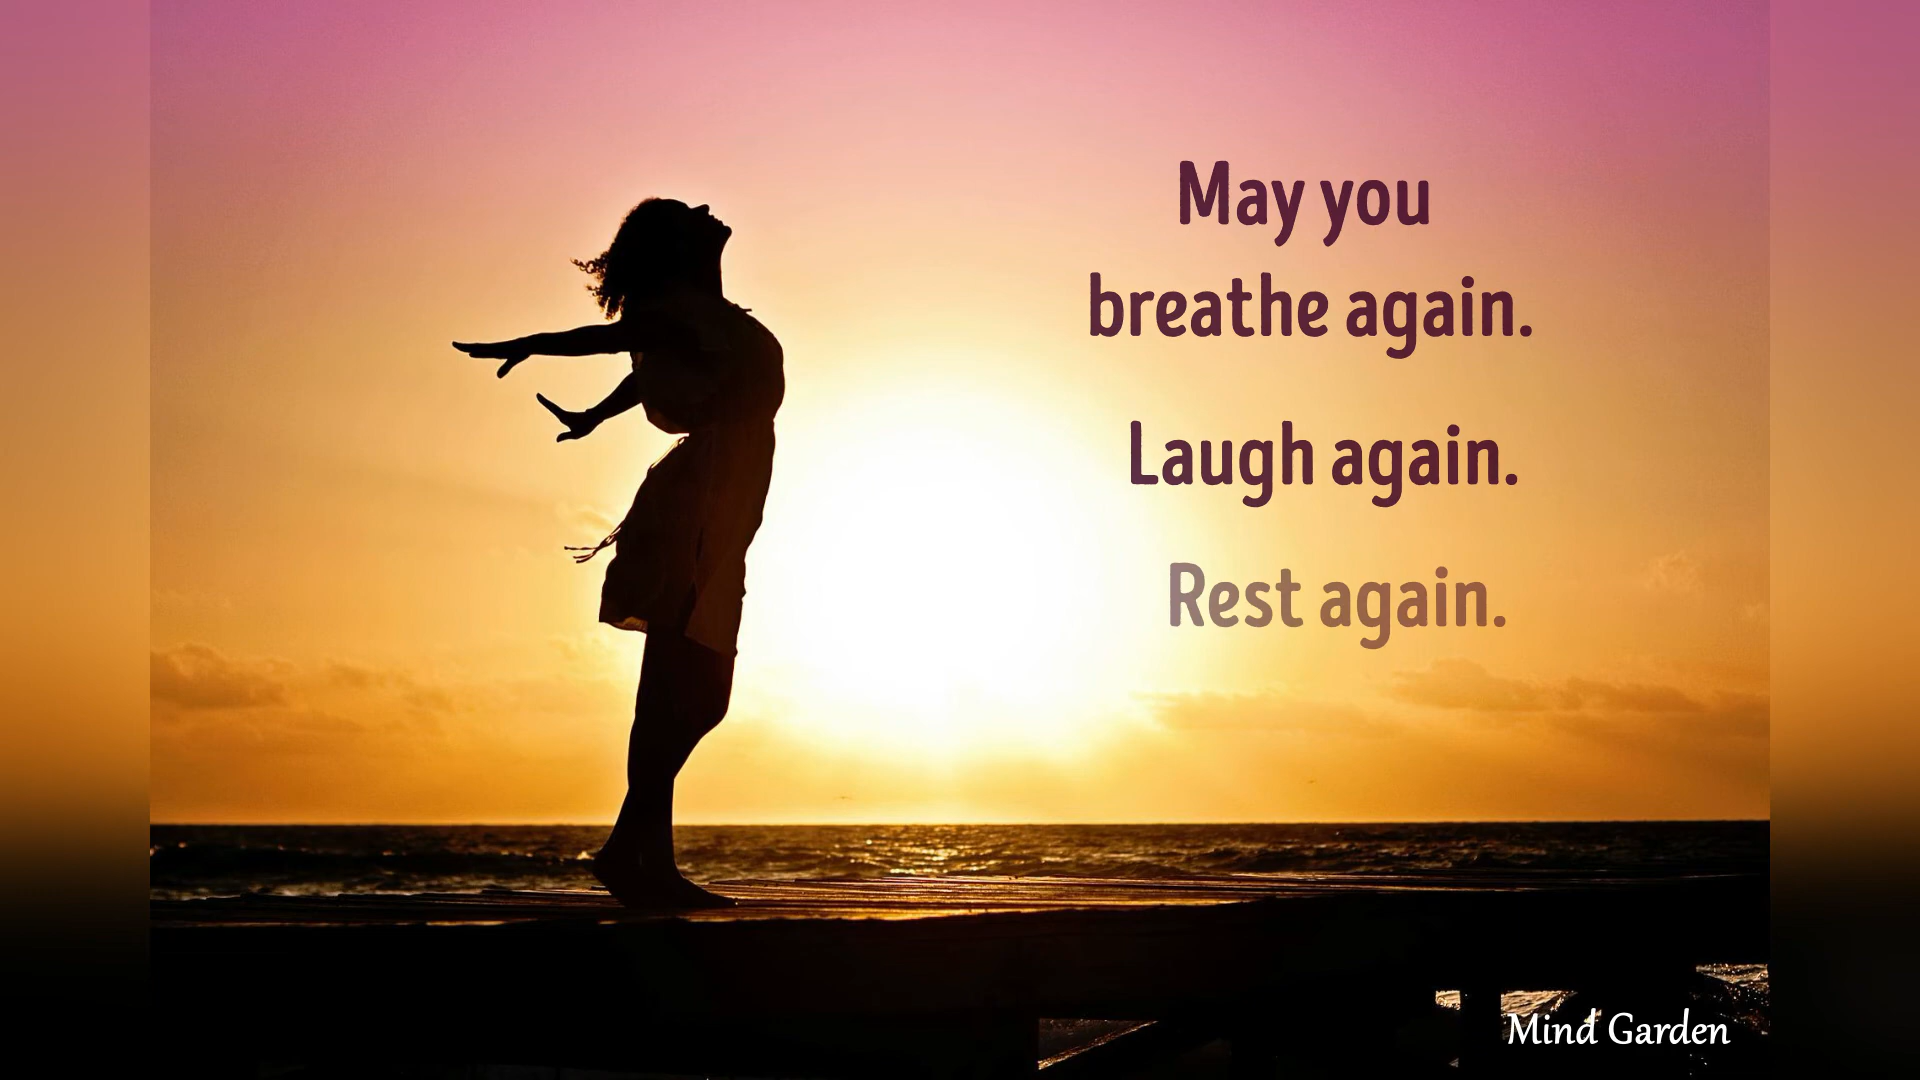 May you
breathe again.
Laugh again.
Rest again.
Mind Garden